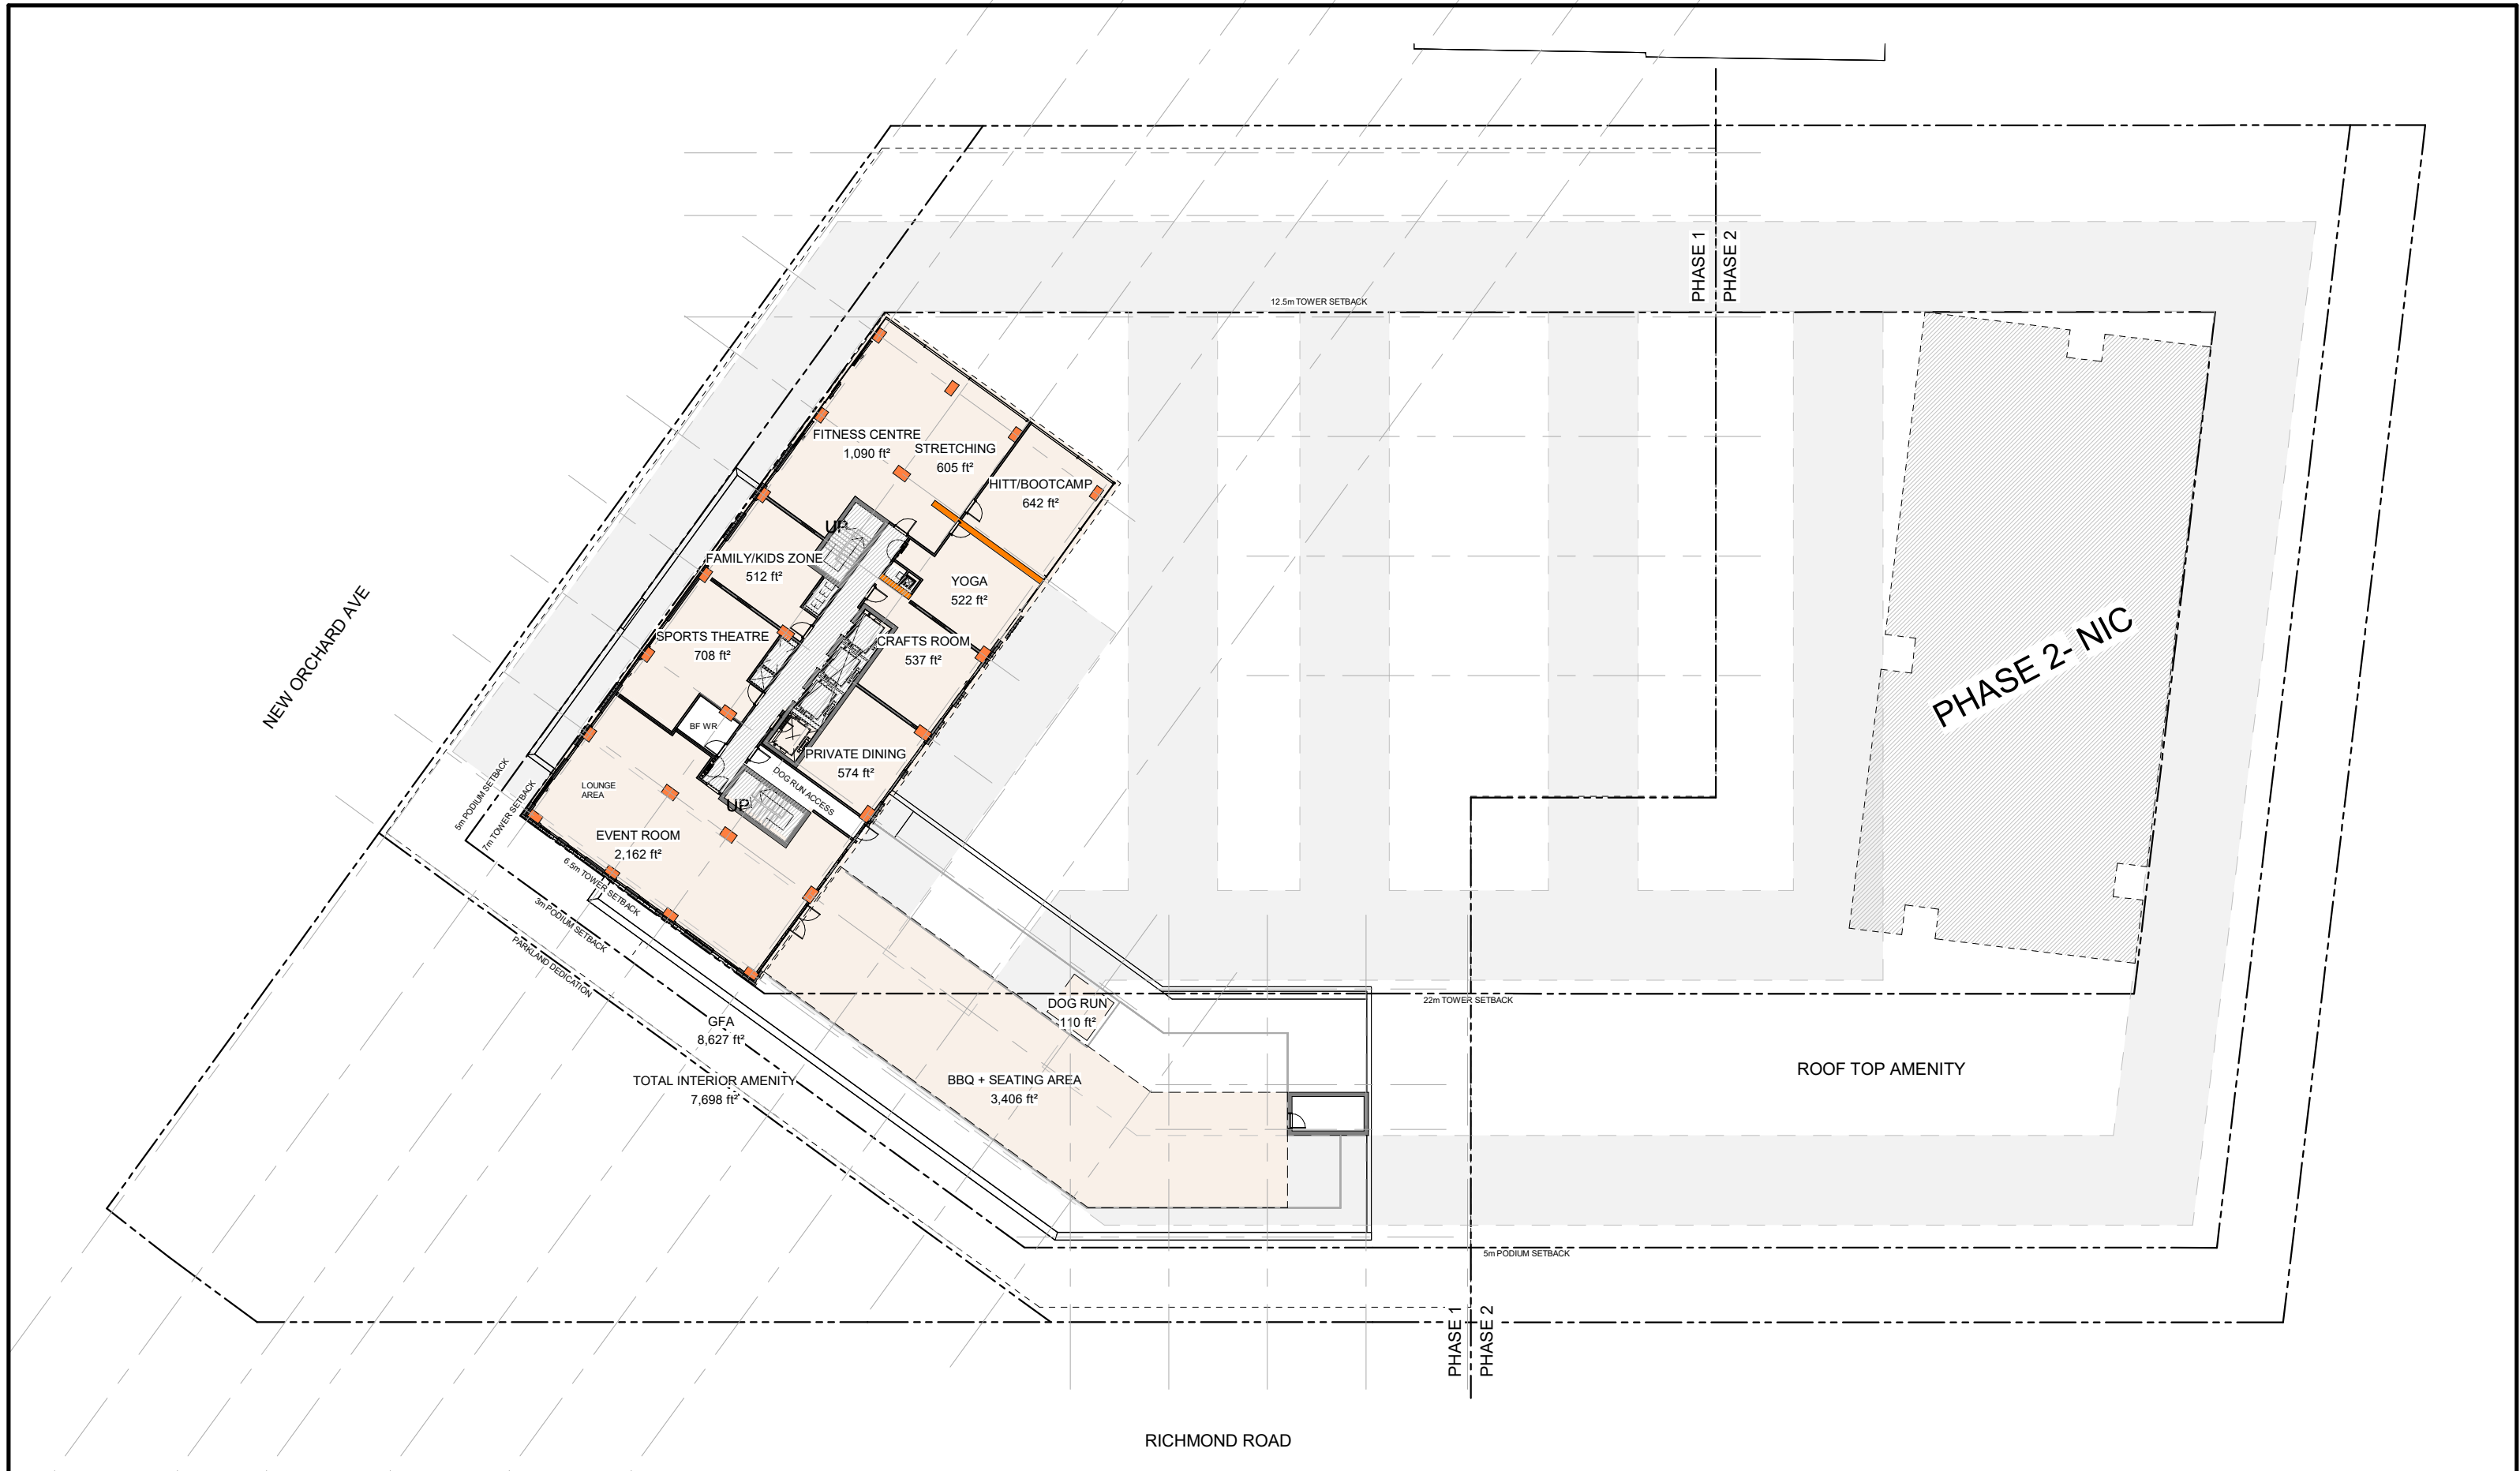 PHASE 1
PHASE 2
12.5m TOWER SETBACK
FITNESS CENTRE
1,090 ft²
STRETCHING
605 ft²
HITT/BOOTCAMP
642 ft²
UP
FAMILY/KIDS ZONE
512 ft²
ELEC
YOGA
522 ft²
SPORTS THEATRE
708 ft²
CRAFTS ROOM
537 ft²
NEW ORCHARD AVE
PHASE 2- NIC
BF WR
PRIVATE DINING
574 ft²
DOG RUN ACCESS
LOUNGE
AREA
UP
5m PODIUM SETBACK
7m TOWER SETBACK
EVENT ROOM
2,162 ft²
6.5m TOWER SETBACK
3m PODIUM SETBACK
PARKLAND DEDICATION
22m TOWER SETBACK
DOG RUN
110 ft²
GFA
8,627 ft²
ROOF TOP AMENITY
TOTAL INTERIOR AMENITY
7,698 ft²
BBQ + SEATING AREA
3,406 ft²
5m PODIUM SETBACK
PHASE 1
PHASE 2
RICHMOND ROAD